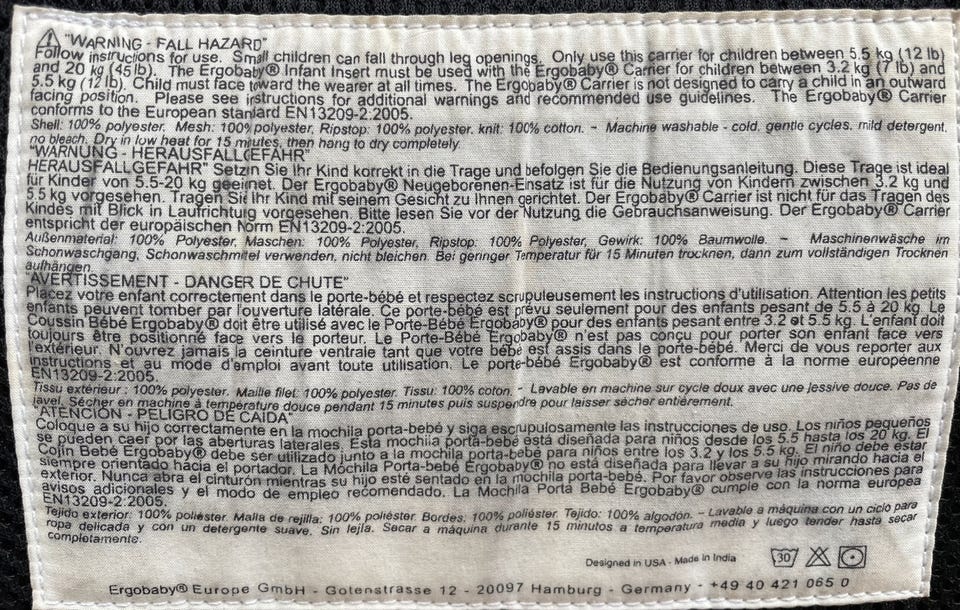 "WARNING - FALL HAZARD"
Follow instructions for use. Small children can fall through leg openings. Only use this carrier for children between 5.5 kg (12 lb)
and 20 kg (45 lb). The Ergobaby® Infant Insert must be used with the Ergobaby® Carrier for children between 3.2 kg (7 lb) and
5.5 kg (12 lb). Child must face toward the wearer at all times. The Ergobaby® Carrier is not designed to carry a child in an outward
facing position. Please see instructions for additional warnings and recommended use guidelines. The Ergobaby® Carrier
conforms to the European standard EN13209-2:2005.
Shell: 100% polyester. Mesh: 100% polyester, Ripstop: 100% polyester, knit: 100% cotton. ~ Machine washable - cold, gentle cycles, mild detergent,
no bleach. Dry in low heat for 15 minutes, then hang to dry completely.
"WARNUNG - HERAUSFALLGEFAHR"
HERAUSFALLGEFAHR" Setzin Sie Ihr Kind korrekt in die Trage und befolgen Sie die Bedienungsanleitung. Diese Trage ist ideal
für Kinder von 5.5-20 kg geeignet. Der Ergobaby® Neugeborenen-Einsatz ist für die Nutzung von Kindern zwischen 3.2 kg und
5.5 kg vorgesehen. Tragen Sie Ihr Kind mit seinem Gesicht zu Ihnen gerichtet. Der Ergobaby® Carrier ist nicht für das Tragen des
Kindes mit Blick in Laufrichtung vorgesehen. Bitte lesen Sie vor der Nutzung die Gebrauchsanweisung. Der Ergobaby® Carrier
entspricht der europäischen Norm EN13209-2:2005.
Außenmaterial: 100% Polyester, Maschen: 100% Polyester, Ripstop: 100% Polyester, Gewirk: 100% Baumwolle. ~ Maschinenwäsche im
Schonwaschgang, Schonwaschmittel verwenden, nicht bleichen. Bei geringer Temperatur für 15 Minuten trocknen, dann zum vollständigen Trocknen
aufhängen.
"AVERTISSEMENT - DANGER DE CHUTE"
Placez votre enfant correctement dans le porte-bébé et respectez scrupuleusement les instructions d'utilisation. Attention les petits
enfants peuvent tomber par l'ouverture latérale. Ce porte-bébé est prévu seulement pour des enfants pesant de 5.5 à 20 kg. Le
Coussin Bébé Ergobaby® doit être utilisé avec le Porte-Bébé Ergobaby® pour des enfants pesant entre 3.2 et 5.5 kg. L'enfant doit
toujours être positionné face vers le porteur. Le Porte-Bébé Ergobaby® n'est pas conçu pour porter son enfant face vers
l'extérieur. N'ouvrez jamais la ceinture ventrale tant que votre bébé est assis dans le porte-bébé. Merci de vous reporter aux
instructions et au mode d'emploi avant toute utilisation. Le porte-bébé Ergobaby® est conforme à la norme européenne
EN13209-2:2005.
Tissu extérieur : 100% polyester. Maille filet: 100% polyester. Tissu: 100% coton. - Lavable en machine sur cycle doux avec une lessive douce. Pas de
javel. Sécher en machine à température douce pendant 15 minutes puis suspendre pour laisser sécher entièrement.
"ATENCIÓN - PELIGRO DE CAIDA"
Coloque a su hijo correctamente en la mochila porta-bebé y siga escrupulosamente las instrucciones de uso. Los niños pequeños
se pueden caer por las aberturas laterales. Esta mochila porta-bebé está diseñada para niños desde los 5.5 hasta los 20 kg. El
Cojín Bebé Ergobaby® debe ser utilizado junto a la mochila porta-bebé para niños entre los 3.2 y los 5.5 kg. El niño debe estar
siempre orientado hacia el portador. La Mochila Porta-Bebé Ergobaby® no está diseñada para llevar a su hijo mirando hacia el
exterior. Nunca abra el cinturón mientras su hijo esté sentado en la mochila porta-bebé. Por favor observe las instrucciones para
avisos adicionales y el modo de empleo recomendado. La Mochila Porta Bebé Ergobaby® cumple con la norma europea
EN13209-2:2005.
Tejido exterior: 100% poliéster. Malla de rejilla: 100% poliéster. Bordes: 100% poliéster. Tejido: 100% algodón. ~ Lavable a máquina con un ciclo para
ropa delicada y con un detergente suave. Sin lejía. Secar a máquina durante 15 minutos a temperatura media y luego tender hasta secar
completamente.
Designed in USA - Made in India
30
Ergobaby® Europe GmbH - Gotenstrasse 12 - 20097 Hamburg - Germany - +49 40 421 065 0